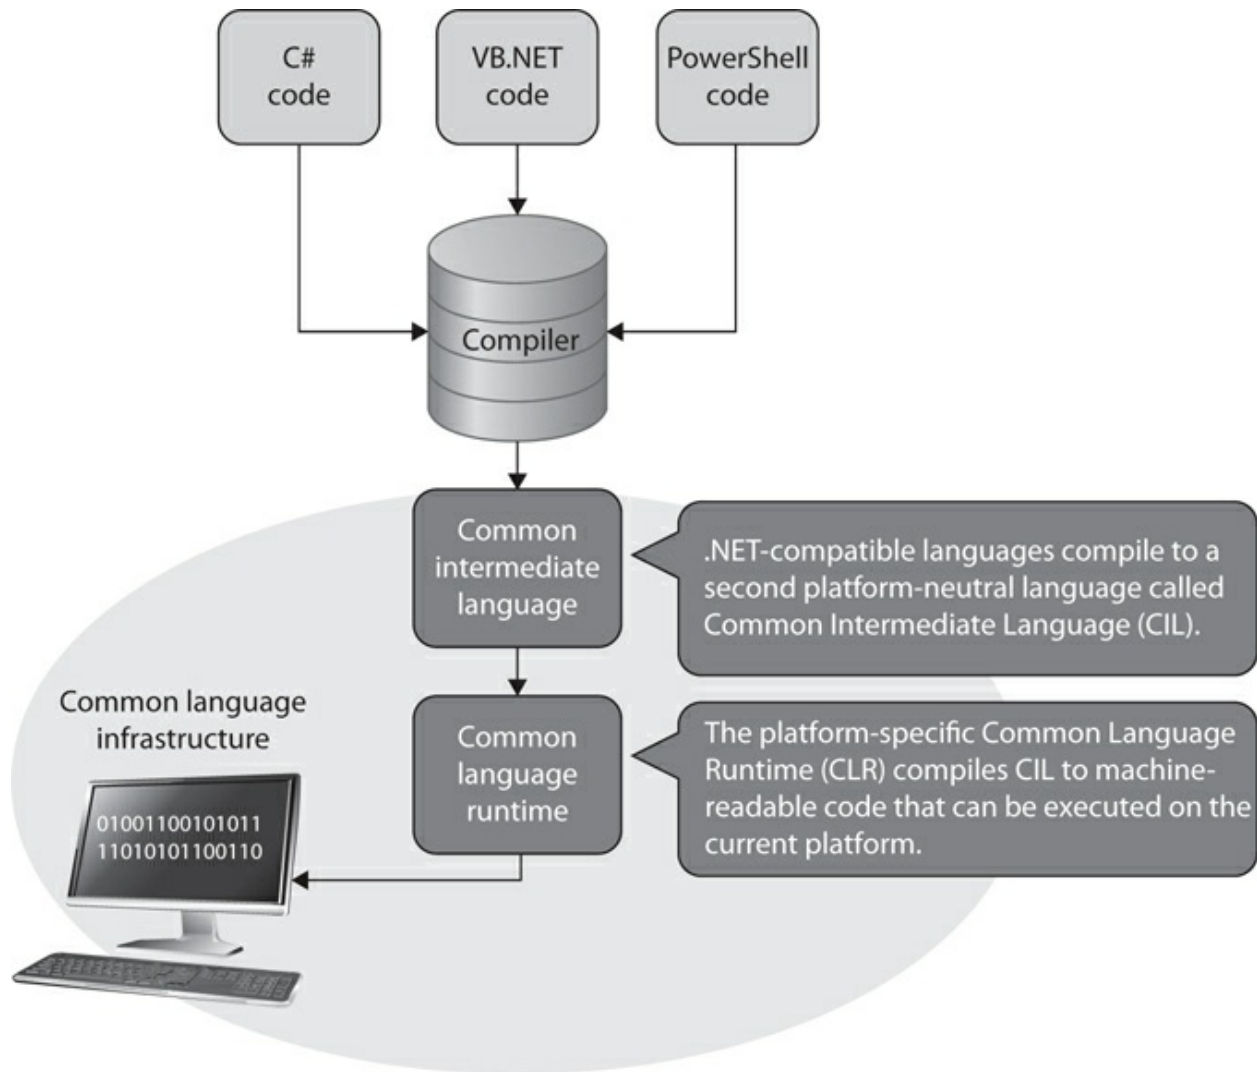 C#
code
VB.NET
code
PowerShell
code
Compiler
Common
intermediate
language
.NET-compatible languages compile to a
second platform-neutral language called
Common Intermediate Language (CIL).
Common language
infrastructure
01001100101011
11010101100110
Common
language
runtime
The platform-specific Common Language
Runtime (CLR) compiles CIL to machine-
readable code that can be executed on the
current platform.